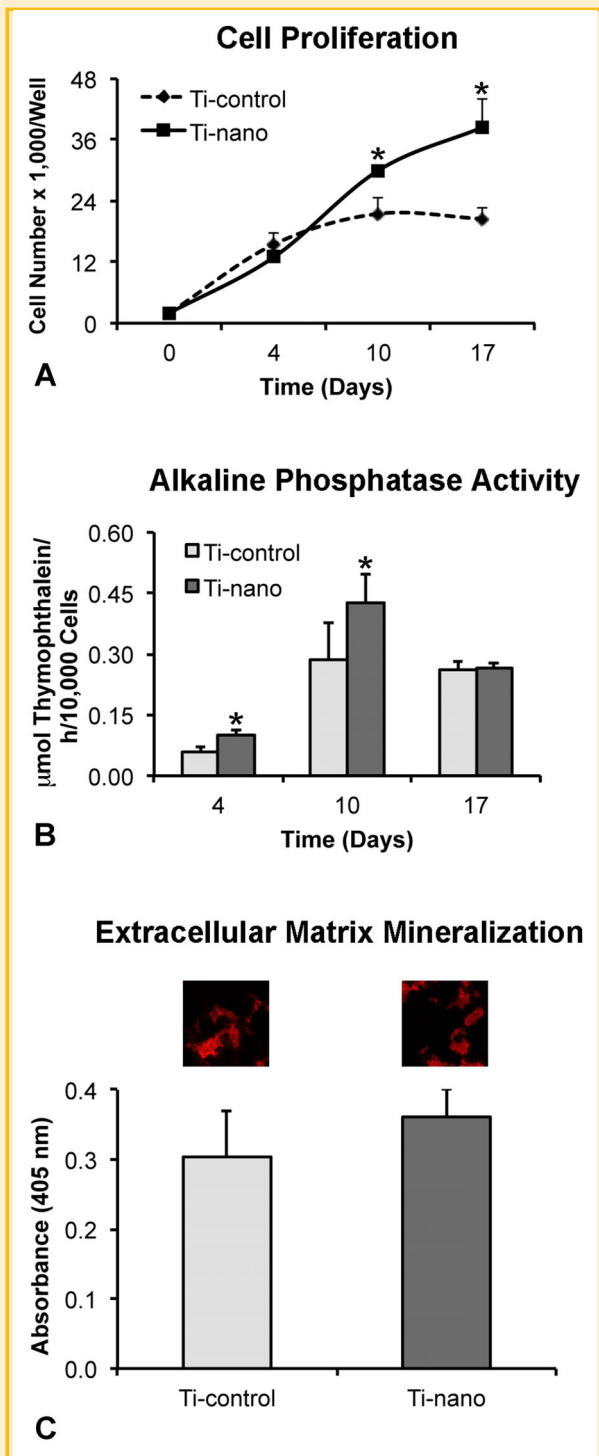 Cell Proliferation
48
36
24
12
0
Cell Number x 1,000/Well
Ti-control
Ti-nano
*
*
0 4 10 17
Time (Days)
A
Alkaline Phosphatase Activity
0.60
0.45
0.30
0.15
0.00
μmol Thymophthalein/
h/10,000 Cells
Ti-control
Ti-nano
*
*
4 10 17
Time (Days)
B
Extracellular Matrix Mineralization
0.4
0.3
0.2
0.1
0.0
Absorbance (405 nm)
Ti-control Ti-nano
C